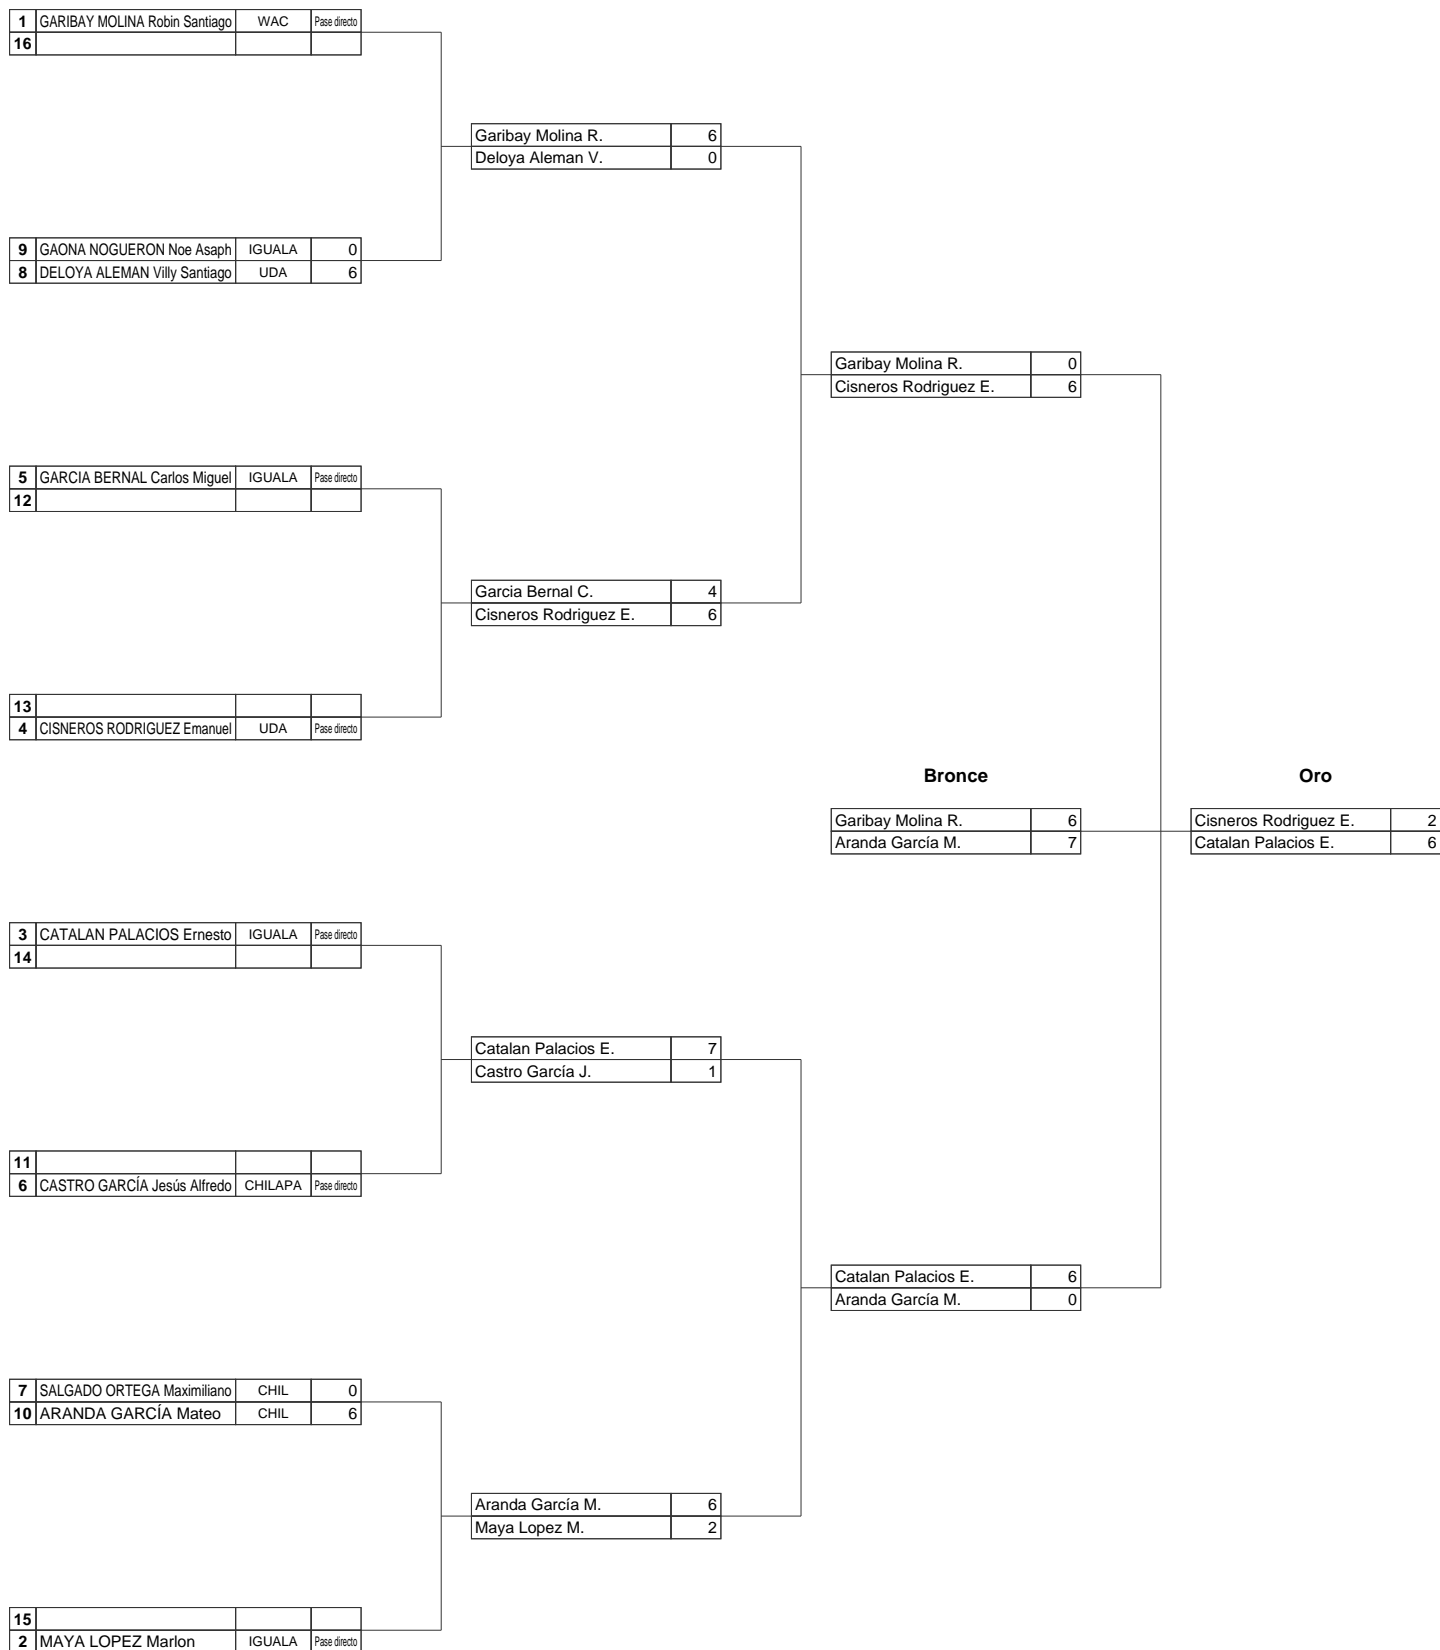 1 GARIBAY MOLINA Robin Santiago WAC Pase directo
16
Garibay Molina R. 6
Deloya Aleman V. 0
9 GAONA NOGUERON Noe Asaph IGUALA 0
8 DELOYA ALEMAN Villy Santiago UDA 6
Garibay Molina R. 0
Cisneros Rodriguez E. 6
5 GARCIA BERNAL Carlos Miguel IGUALA Pase directo
12
Garcia Bernal C. 4
Cisneros Rodriguez E. 6
13
4 CISNEROS RODRIGUEZ Emanuel UDA Pase directo
Bronce Oro
Garibay Molina R. 6 Cisneros Rodriguez E. 2
Aranda García M. 7 Catalan Palacios E. 6
3 CATALAN PALACIOS Ernesto IGUALA Pase directo
14
Catalan Palacios E. 7
Castro García J. 1
11
6 CASTRO GARCÍA Jesús Alfredo CHILAPA Pase directo
Catalan Palacios E. 6
Aranda García M. 0
7 SALGADO ORTEGA Maximiliano CHIL 0
10 ARANDA GARCÍA Mateo CHIL 6
Aranda García M. 6
Maya Lopez M. 2
15
2 MAYA LOPEZ Marlon IGUALA Pase directo